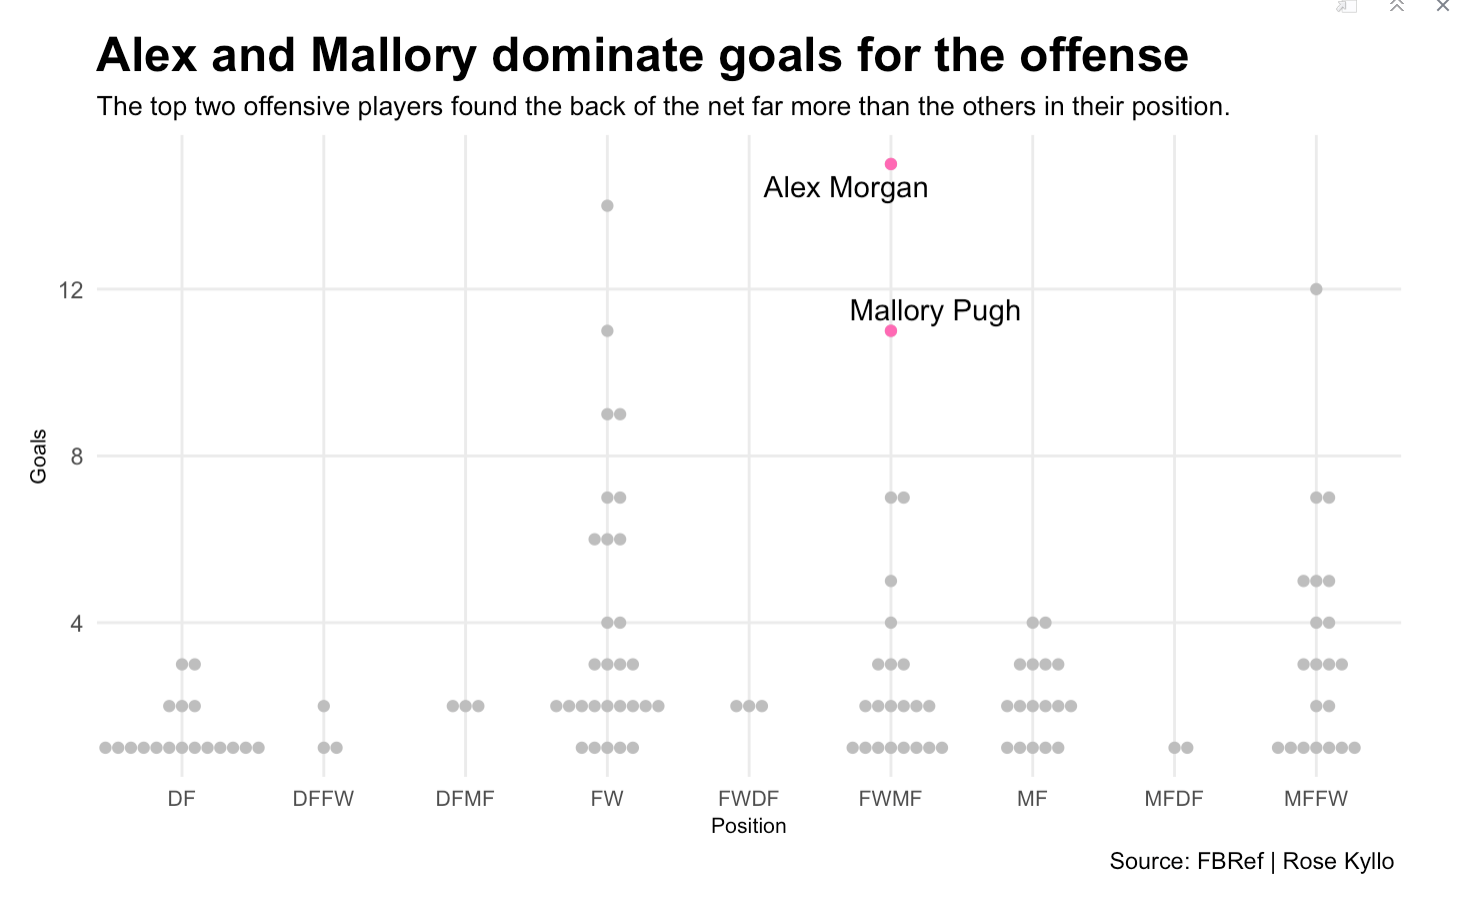 Alex and Mallory dominate goals for the offense
The top two offensive players found the back of the net far more than the others in their position.
Alex Morgan
Mallory Pugh
12
8
4
Goals
DF DFFW DFMF FW FWDF FWMF MF MFDF MFFW
Position
Source: FBRef | Rose Kyllo